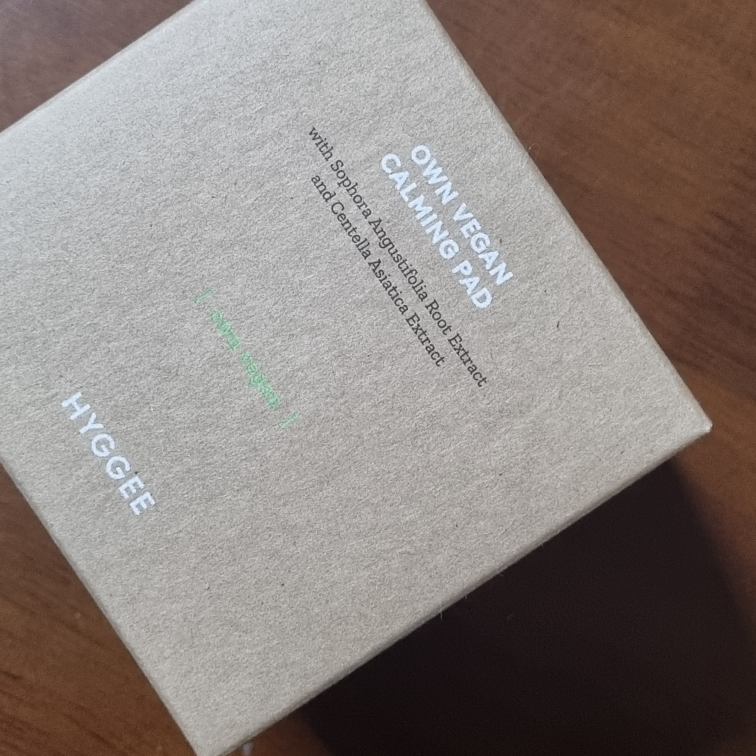 OWN VEGAN
CALMING PAD
with Sophora Angustifolia Root Extract
and Centella Asiatica Extract
[ own vegan ]
HYGGEE